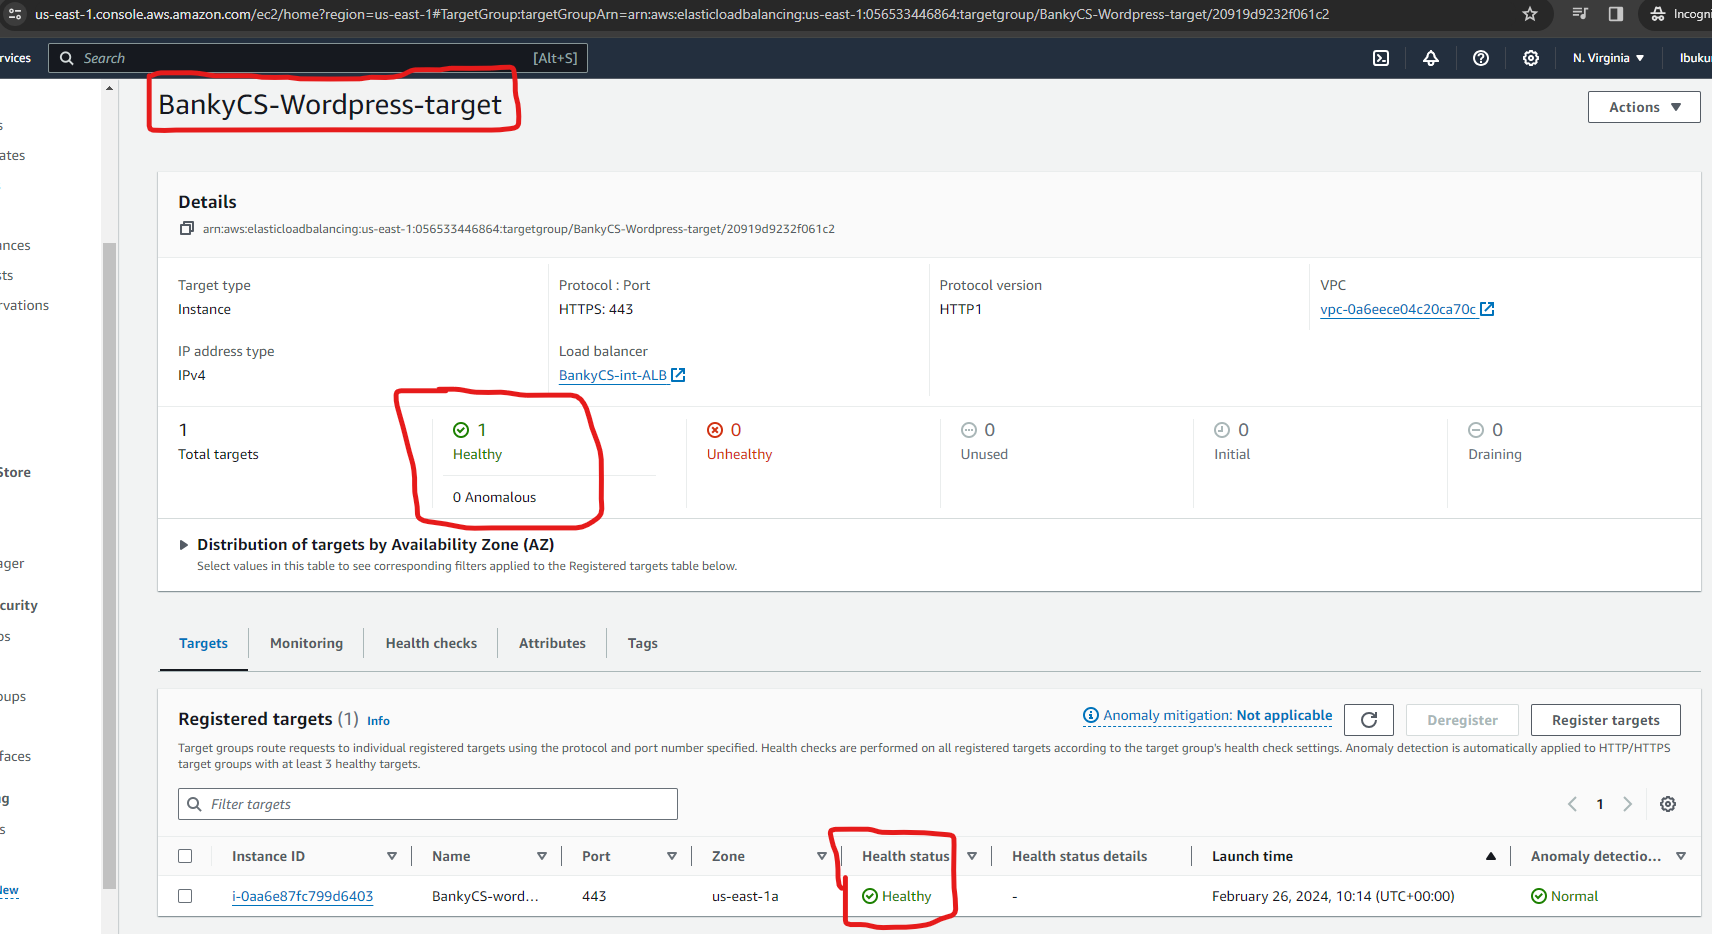 us-east-1.console.aws.amazon.com/ec2/home?region=us-east-1#TargetGroup:targetGroupArn=arn:aws:elasticloadbalancing:us-east-1:056533446864:targetgroup/BankyCS-Wordpress-target/20919d9232f061c2
Incogni
rvices
Search
[Alt+S]
N. Virginia
Ibuku
BankyCS-Wordpress-target
Actions
s
ates
Details
arn:aws:elasticloadbalancing:us-east-1:056533446864:targetgroup/BankyCS-Wordpress-target/20919d9232f061c2
ances
sts
rvations
Target type
Protocol : Port
Protocol version
VPC
Instance
HTTPS: 443
HTTP1
vpc-0a6eece04c20ca70c
IP address type
Load balancer
IPv4
BankyCS-int-ALB
1
1
0
0
0
0
Total targets
Healthy
Unhealthy
Unused
Initial
Draining
Store
0 Anomalous
Distribution of targets by Availability Zone (AZ)
Select values in this table to see corresponding filters applied to the Registered targets table below.
ager
curity
ps
Targets
Monitoring
Health checks
Attributes
Tags
oups
Registered targets (1)
Info
Anomaly mitigation: Not applicable
Deregister
Register targets
Target groups route requests to individual registered targets using the protocol and port number specified. Health checks are performed on all registered targets according to the target group's health check settings. Anomaly detection is automatically applied to HTTP/HTTPS
target groups with at least 3 healthy targets.
faces
g
s
Filter targets
1
Instance ID
Name
Port
Zone
Health status
Health status details
Launch time
Anomaly detectio...
New
i-0aa6e87fc799d6403
BankyCS-word...
443
us-east-1a
Healthy
-
February 26, 2024, 10:14 (UTC+00:00)
Normal